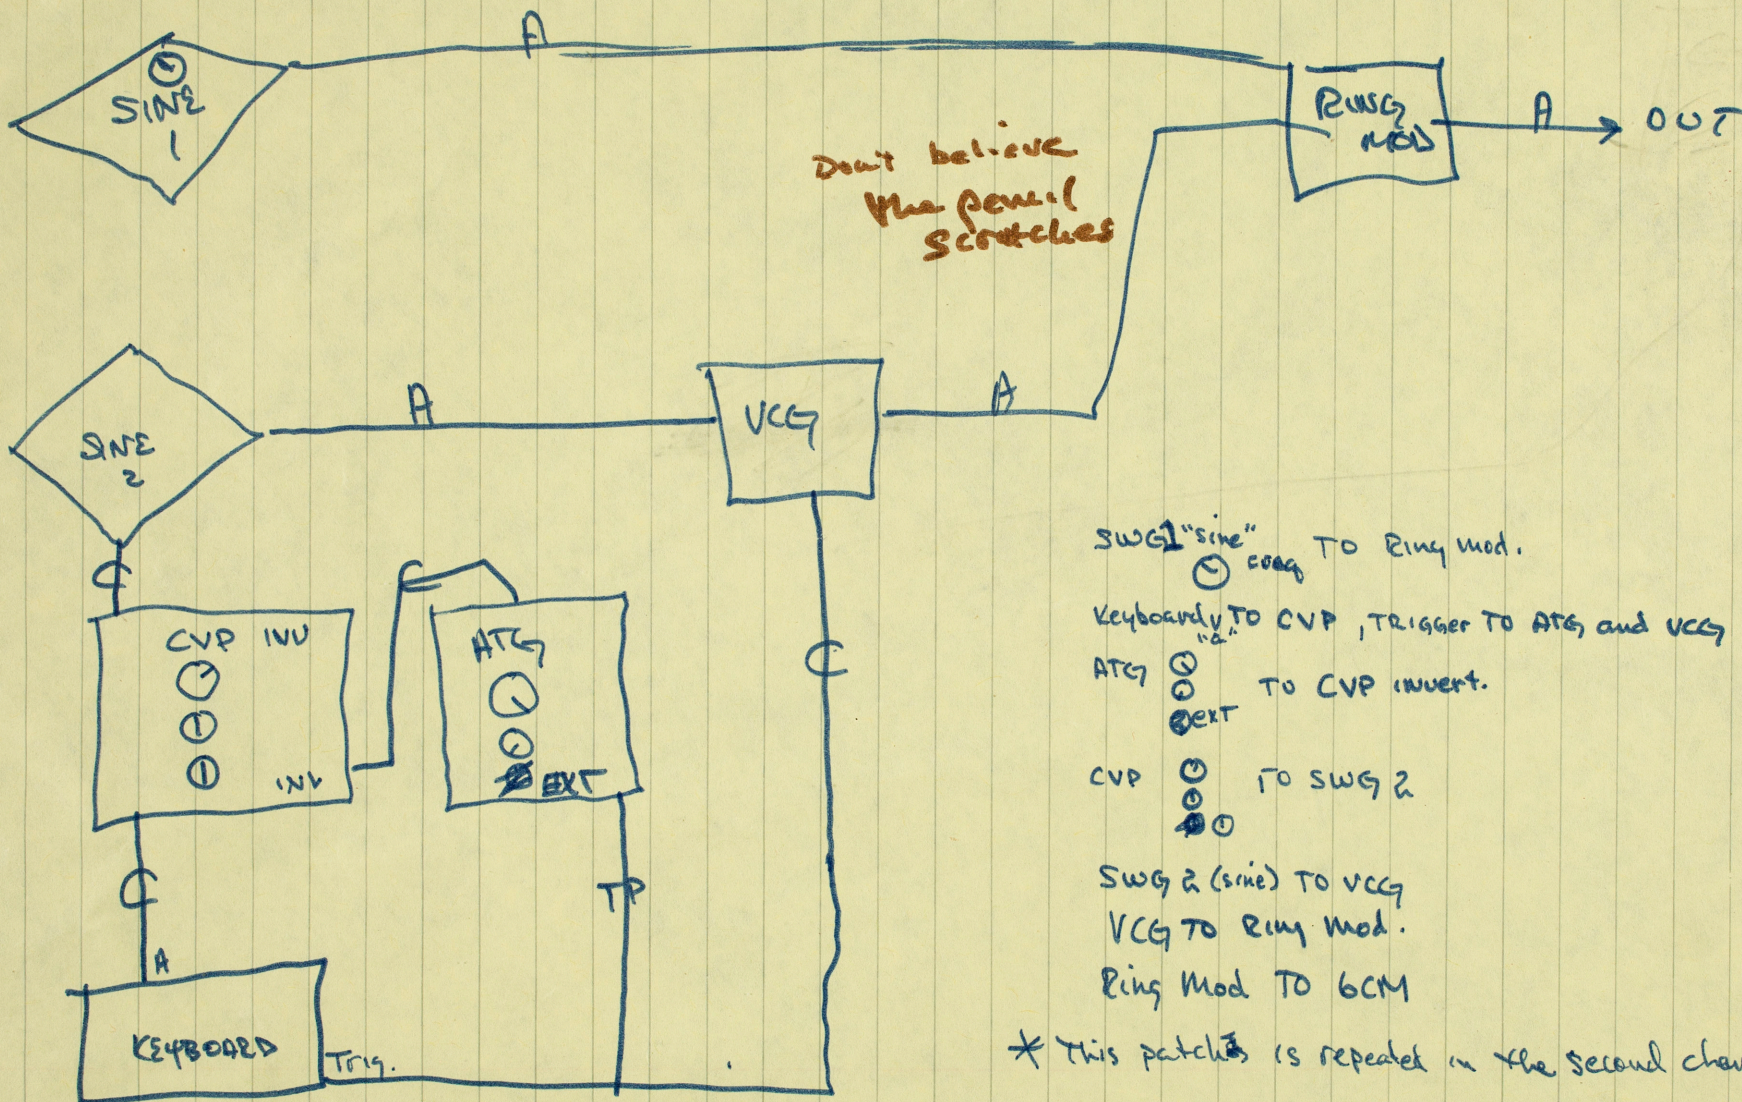 A
SINE
1
RING
MOD
A
OUT
Don't believe
the pencil
scratches
A
VCG
A
SINE
2
C
C
CVP INV
INV
ATG
EXT
C
C
TP
A
KEYBOARD
Trig.
SWG1 "sine"
TO Ring Mod.
Keyboard TO CVP, TRIGGER TO ATG and VCG
"a"
ATG
TO CVP invert.
EXT
CVP TO SWG 2
SWG 2 (sine) TO VCG
VCG TO Ring Mod.
Ring Mod TO 6CM
* This patch is repeated in the second